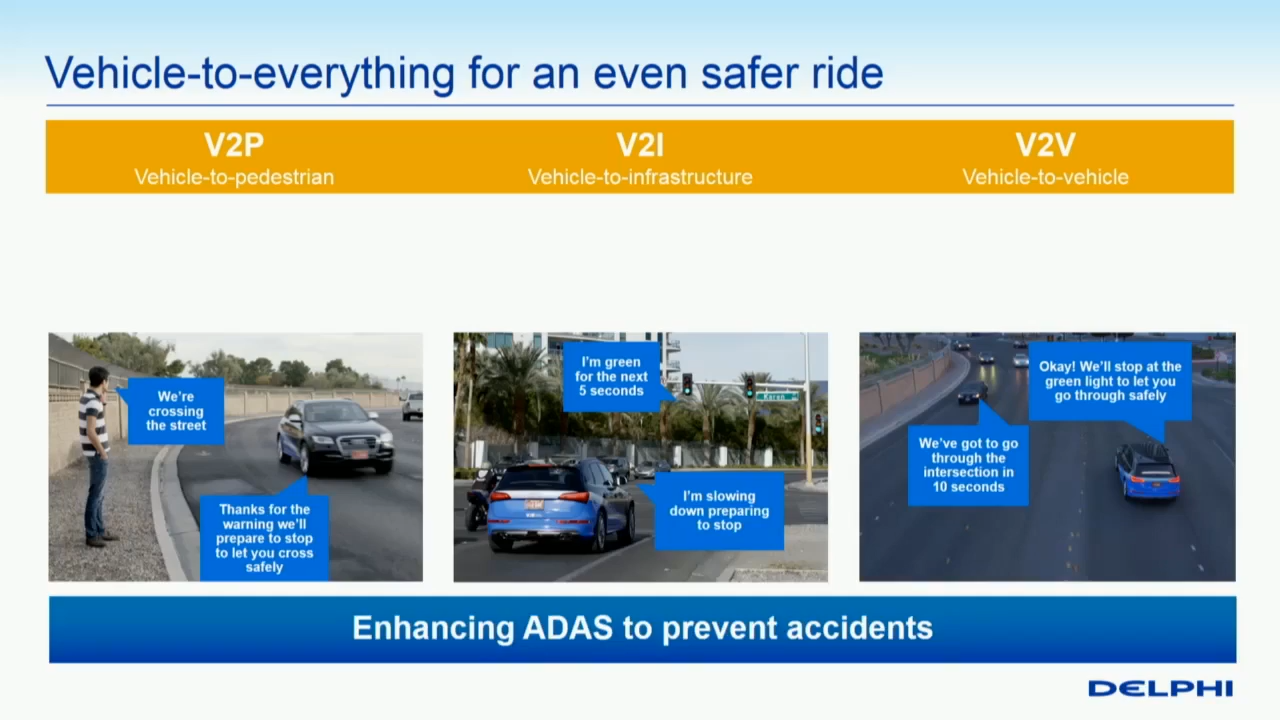 Vehicle-to-everything for an even safer ride
V2P
Vehicle-to-pedestrian
V2I
Vehicle-to-infrastructure
V2V
Vehicle-to-vehicle
We're
crossing
the street
Thanks for the
warning we'll
prepare to stop
to let you cross
safely
I'm green
for the next
5 seconds
Karen
I'm slowing
down preparing
to stop
Okay! We'll stop at the
green light to let you
go through safely
We've got to go
through the
intersection in
10 seconds
Enhancing ADAS to prevent accidents
DELPHI